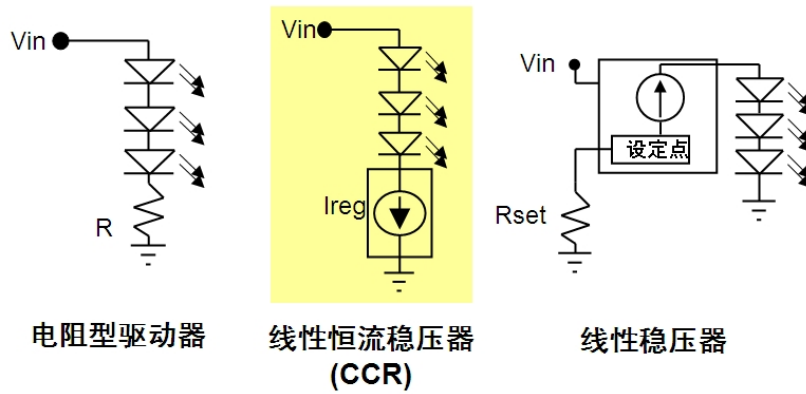 Vin
R
电阻型驱动器
Vin
Ireg
线性恒流稳压器
(CCR)
Vin
设定点
Rset
线性稳压器